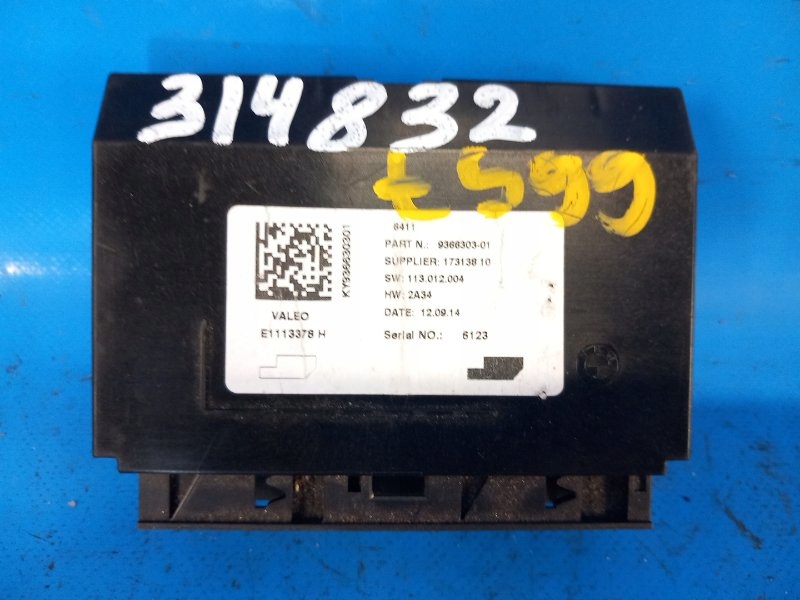 314832
6411
PART N.: 9366303-01
SUPPLIER: 173138 10
SW: 113.012.004
HW: 2A34
DATE: 12.09.14
Serial NO.: 6123
KY936630301
VALEO
E1113378 H